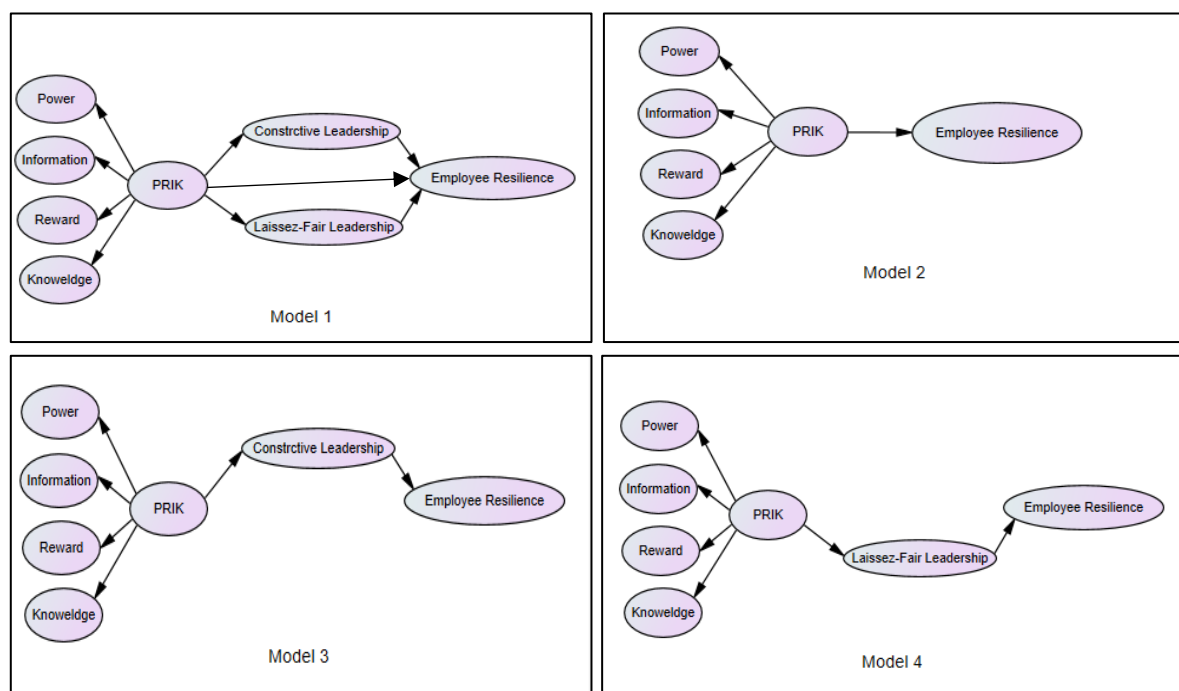 Power
Information
Reward
Knoweldge
PRIK
Constrctive Leadership
Laissez-Fair Leadership
Employee Resilience
Model 1
Power
Information
Reward
Knoweldge
PRIK
Employee Resilience
Model 2
Power
Information
Reward
Knoweldge
PRIK
Constrctive Leadership
Employee Resilience
Model 3
Power
Information
Reward
Knoweldge
PRIK
Laissez-Fair Leadership
Employee Resilience
Model 4